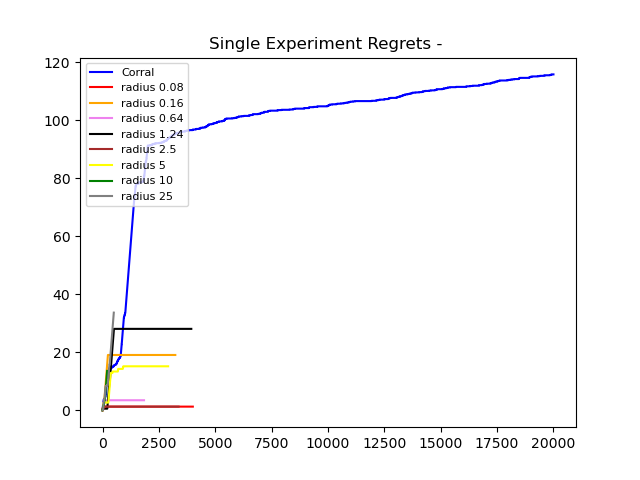 Single Experiment Regrets -
120
100
80
60
40
20
0
Corral
radius 0.08
radius 0.16
radius 0.64
radius 1.24
radius 2.5
radius 5
radius 10
radius 25
0 2500 5000 7500 10000 12500 15000 17500 20000